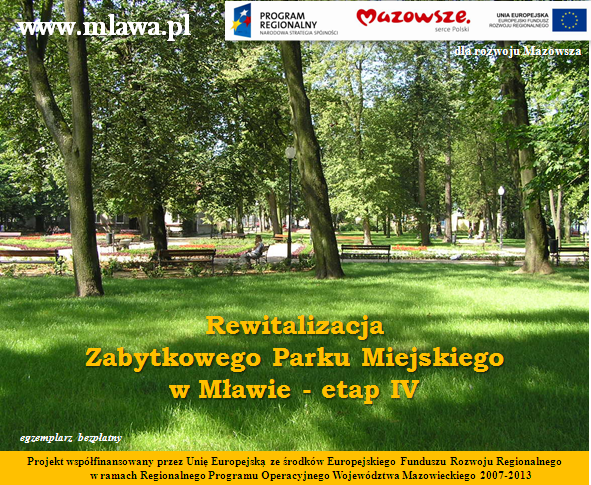 www.mlawa.pl
PROGRAM
REGIONALNY
NARODOWA STRATEGIA SPÓJNOŚCI
Mazowsze.
serce Polski
UNIA EUROPEJSKA
EUROPEJSKI FUNDUSZ
ROZWOJU REGIONALNEGO
dla rozwoju Mazowsza
Rewitalizacja
Zabytkowego Parku Miejskiego
w Mławie - etap IV
egzemplarz bezpłatny
Projekt współfinansowany przez Unię Europejską ze środków Europejskiego Funduszu Rozwoju Regionalnego
w ramach Regionalnego Programu Operacyjnego Województwa Mazowieckiego 2007-2013